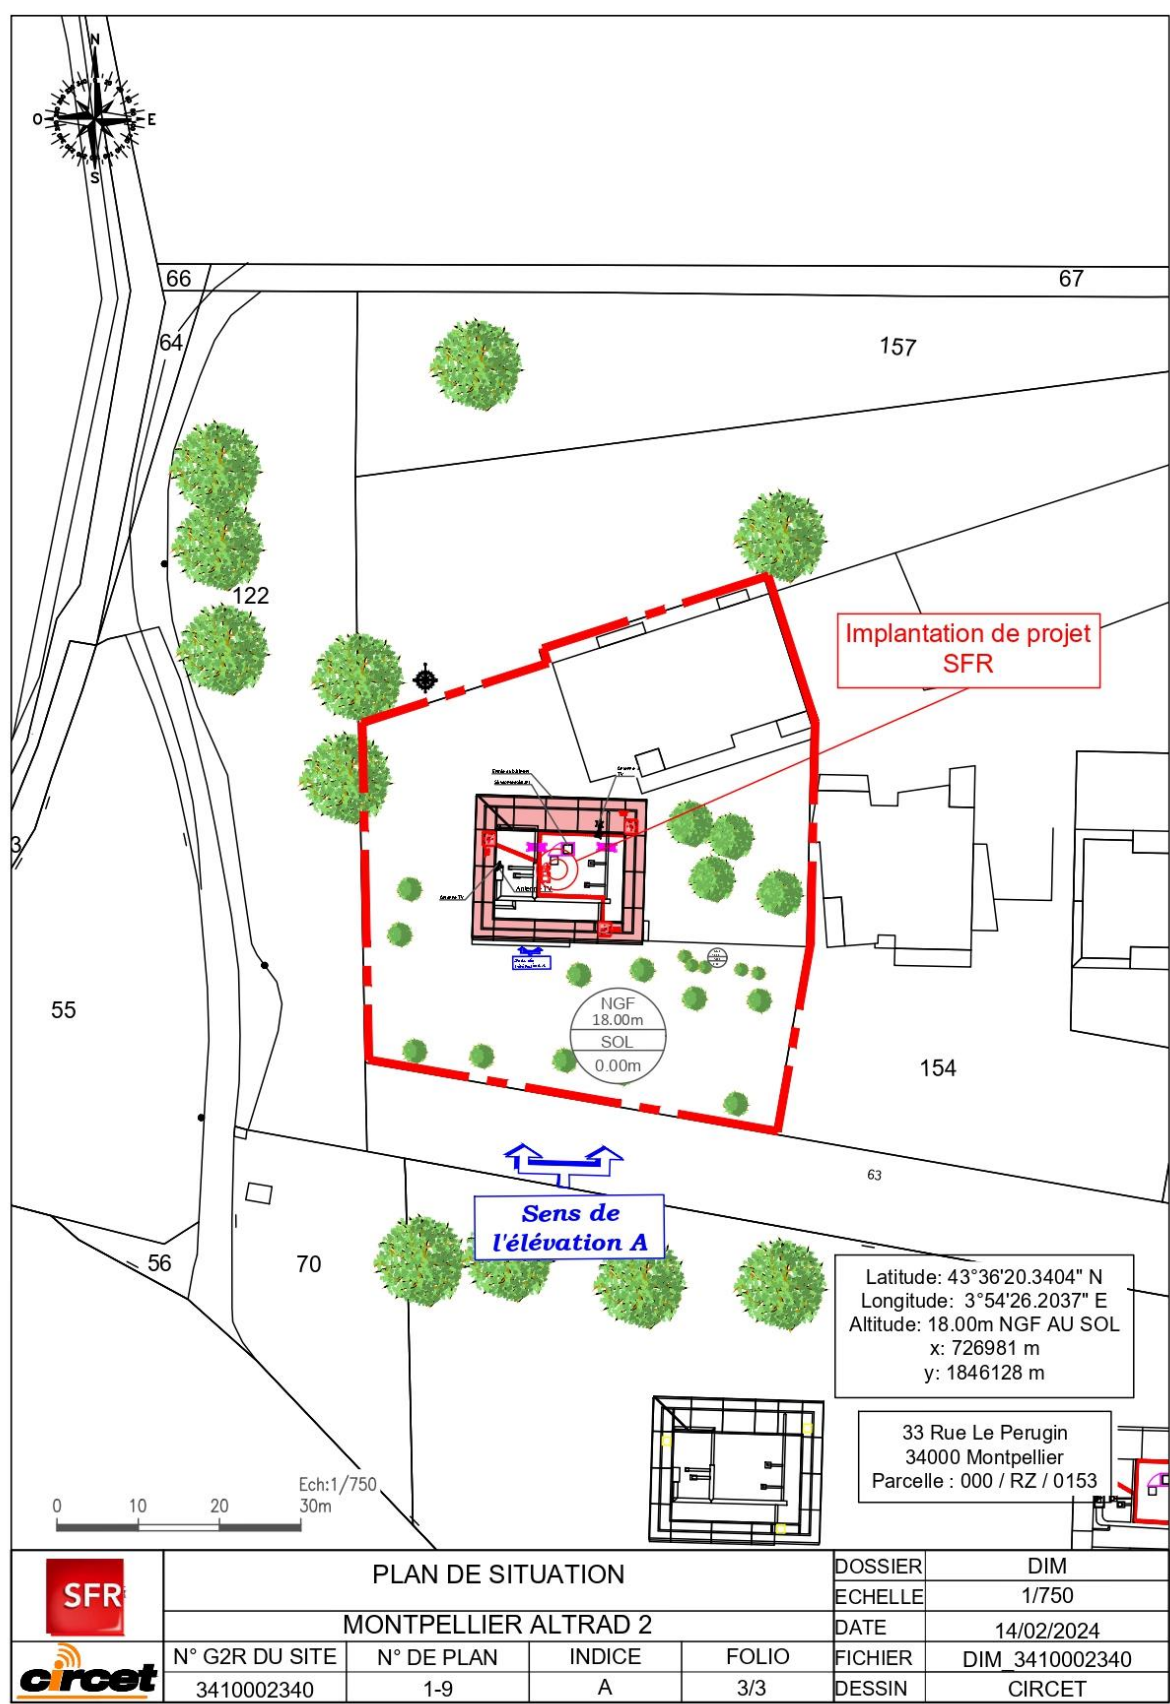 N
O
E
S
66
67
64
157
122
Implantation de projet
SFR
3
Antenne TV
NGF
18.00m
SOL
0.00m
55
154
63
Sens de
l'élévation A
56
70
Latitude: 43°36'20.3404" N
Longitude: 3°54'26.2037" E
Altitude: 18.00m NGF AU SOL
x: 726981 m
y: 1846128 m
33 Rue Le Perugin
34000 Montpellier
Parcelle : 000 / RZ / 0153
Ech:1/750
0 10 20 30m
SFR
circet
PLAN DE SITUATION
MONTPELLIER ALTRAD 2
N° G2R DU SITE N° DE PLAN INDICE FOLIO
3410002340 1-9 A 3/3
DOSSIER DIM
ECHELLE 1/750
DATE 14/02/2024
FICHIER DIM_3410002340
DESSIN CIRCET